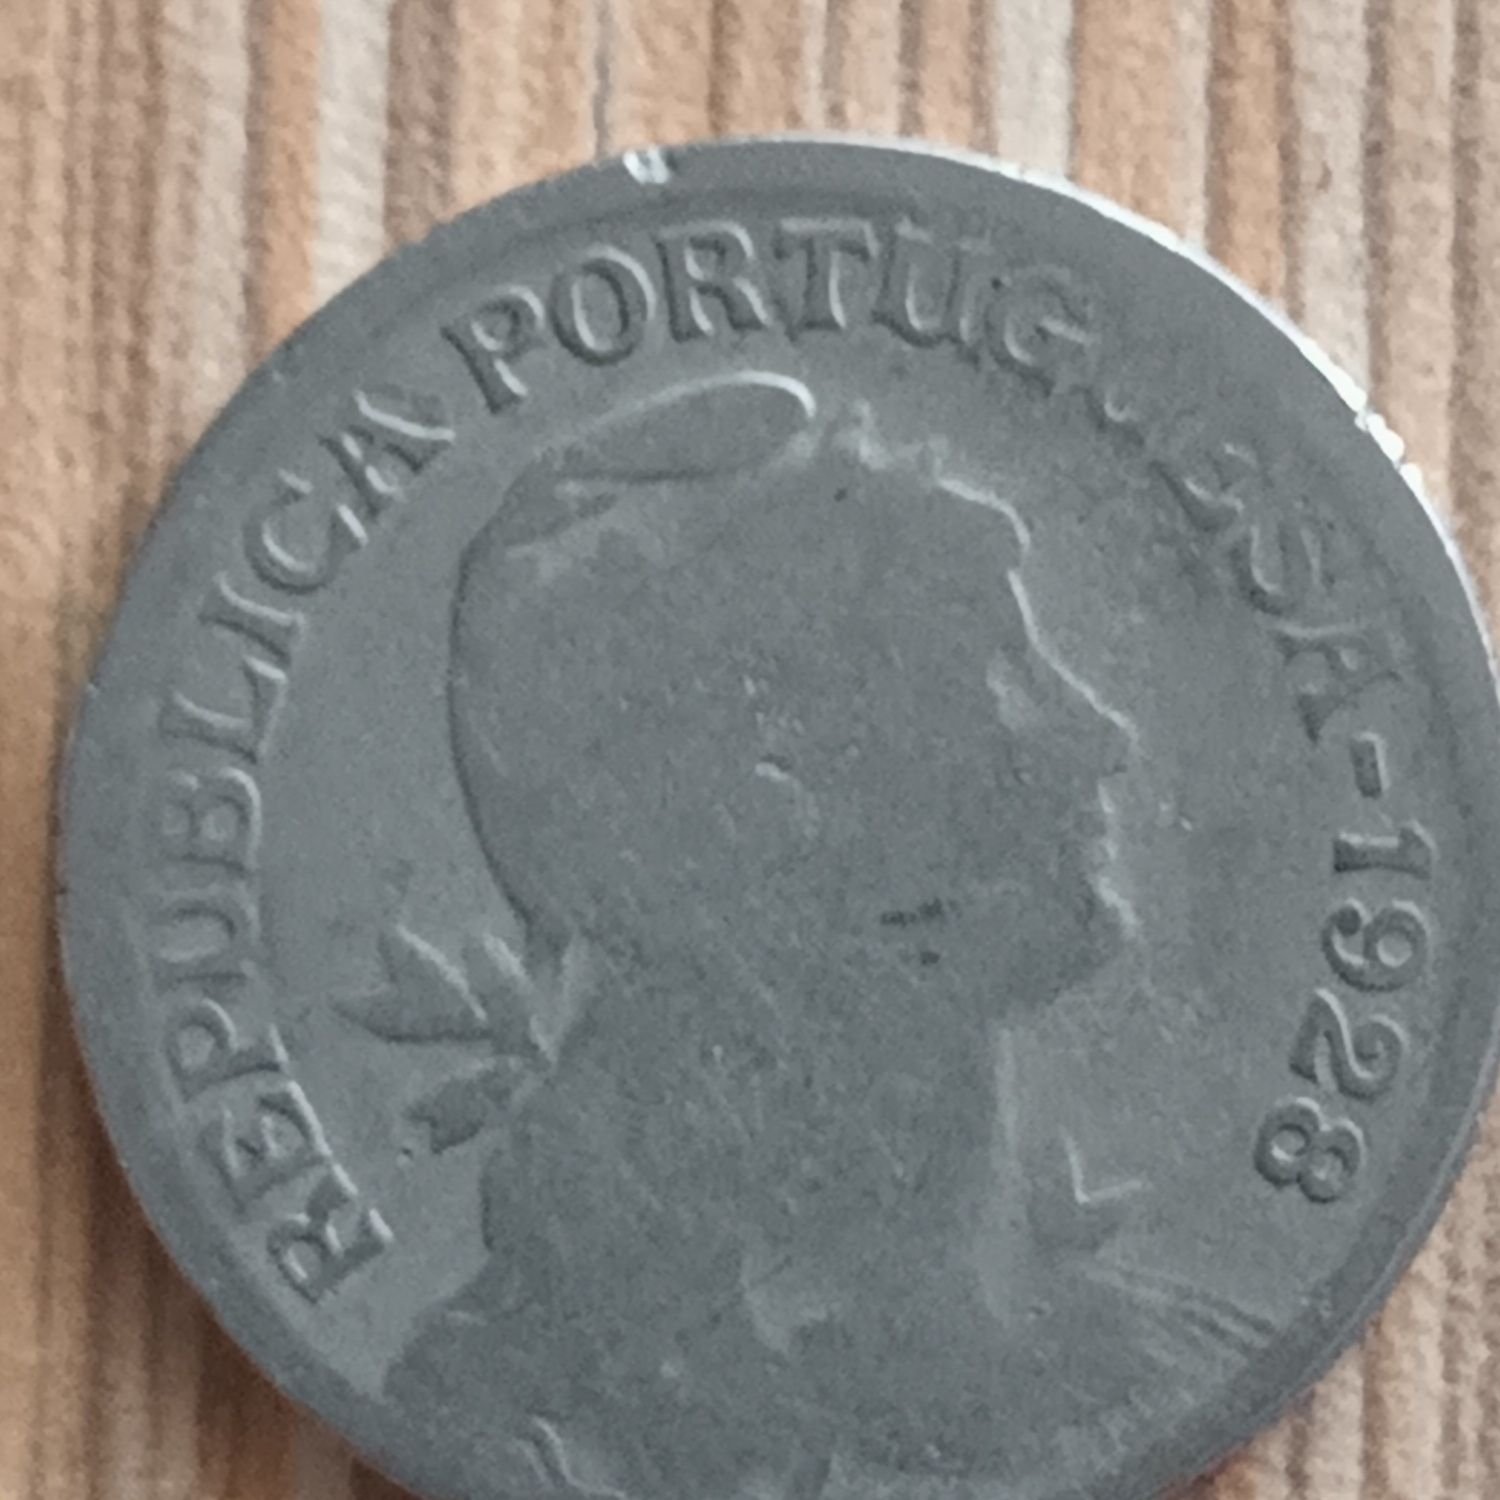 REPUBLICA PORTUGUESA - 1928